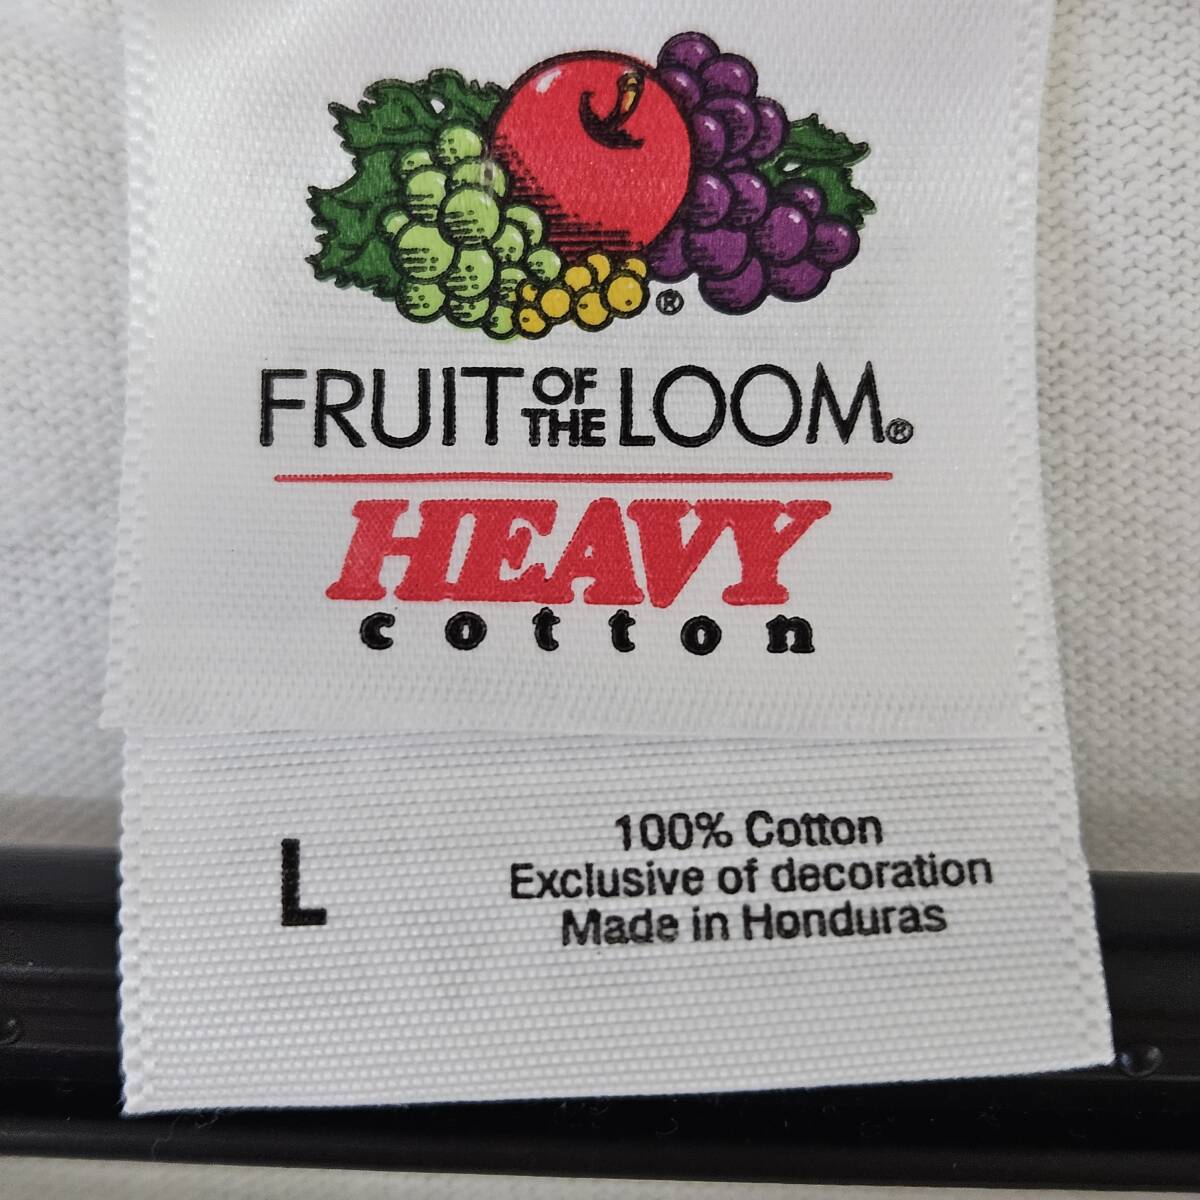 ®
FRUIT OF THE LOOM®
HEAVY
cotton
L
100% Cotton
Exclusive of decoration
Made in Honduras